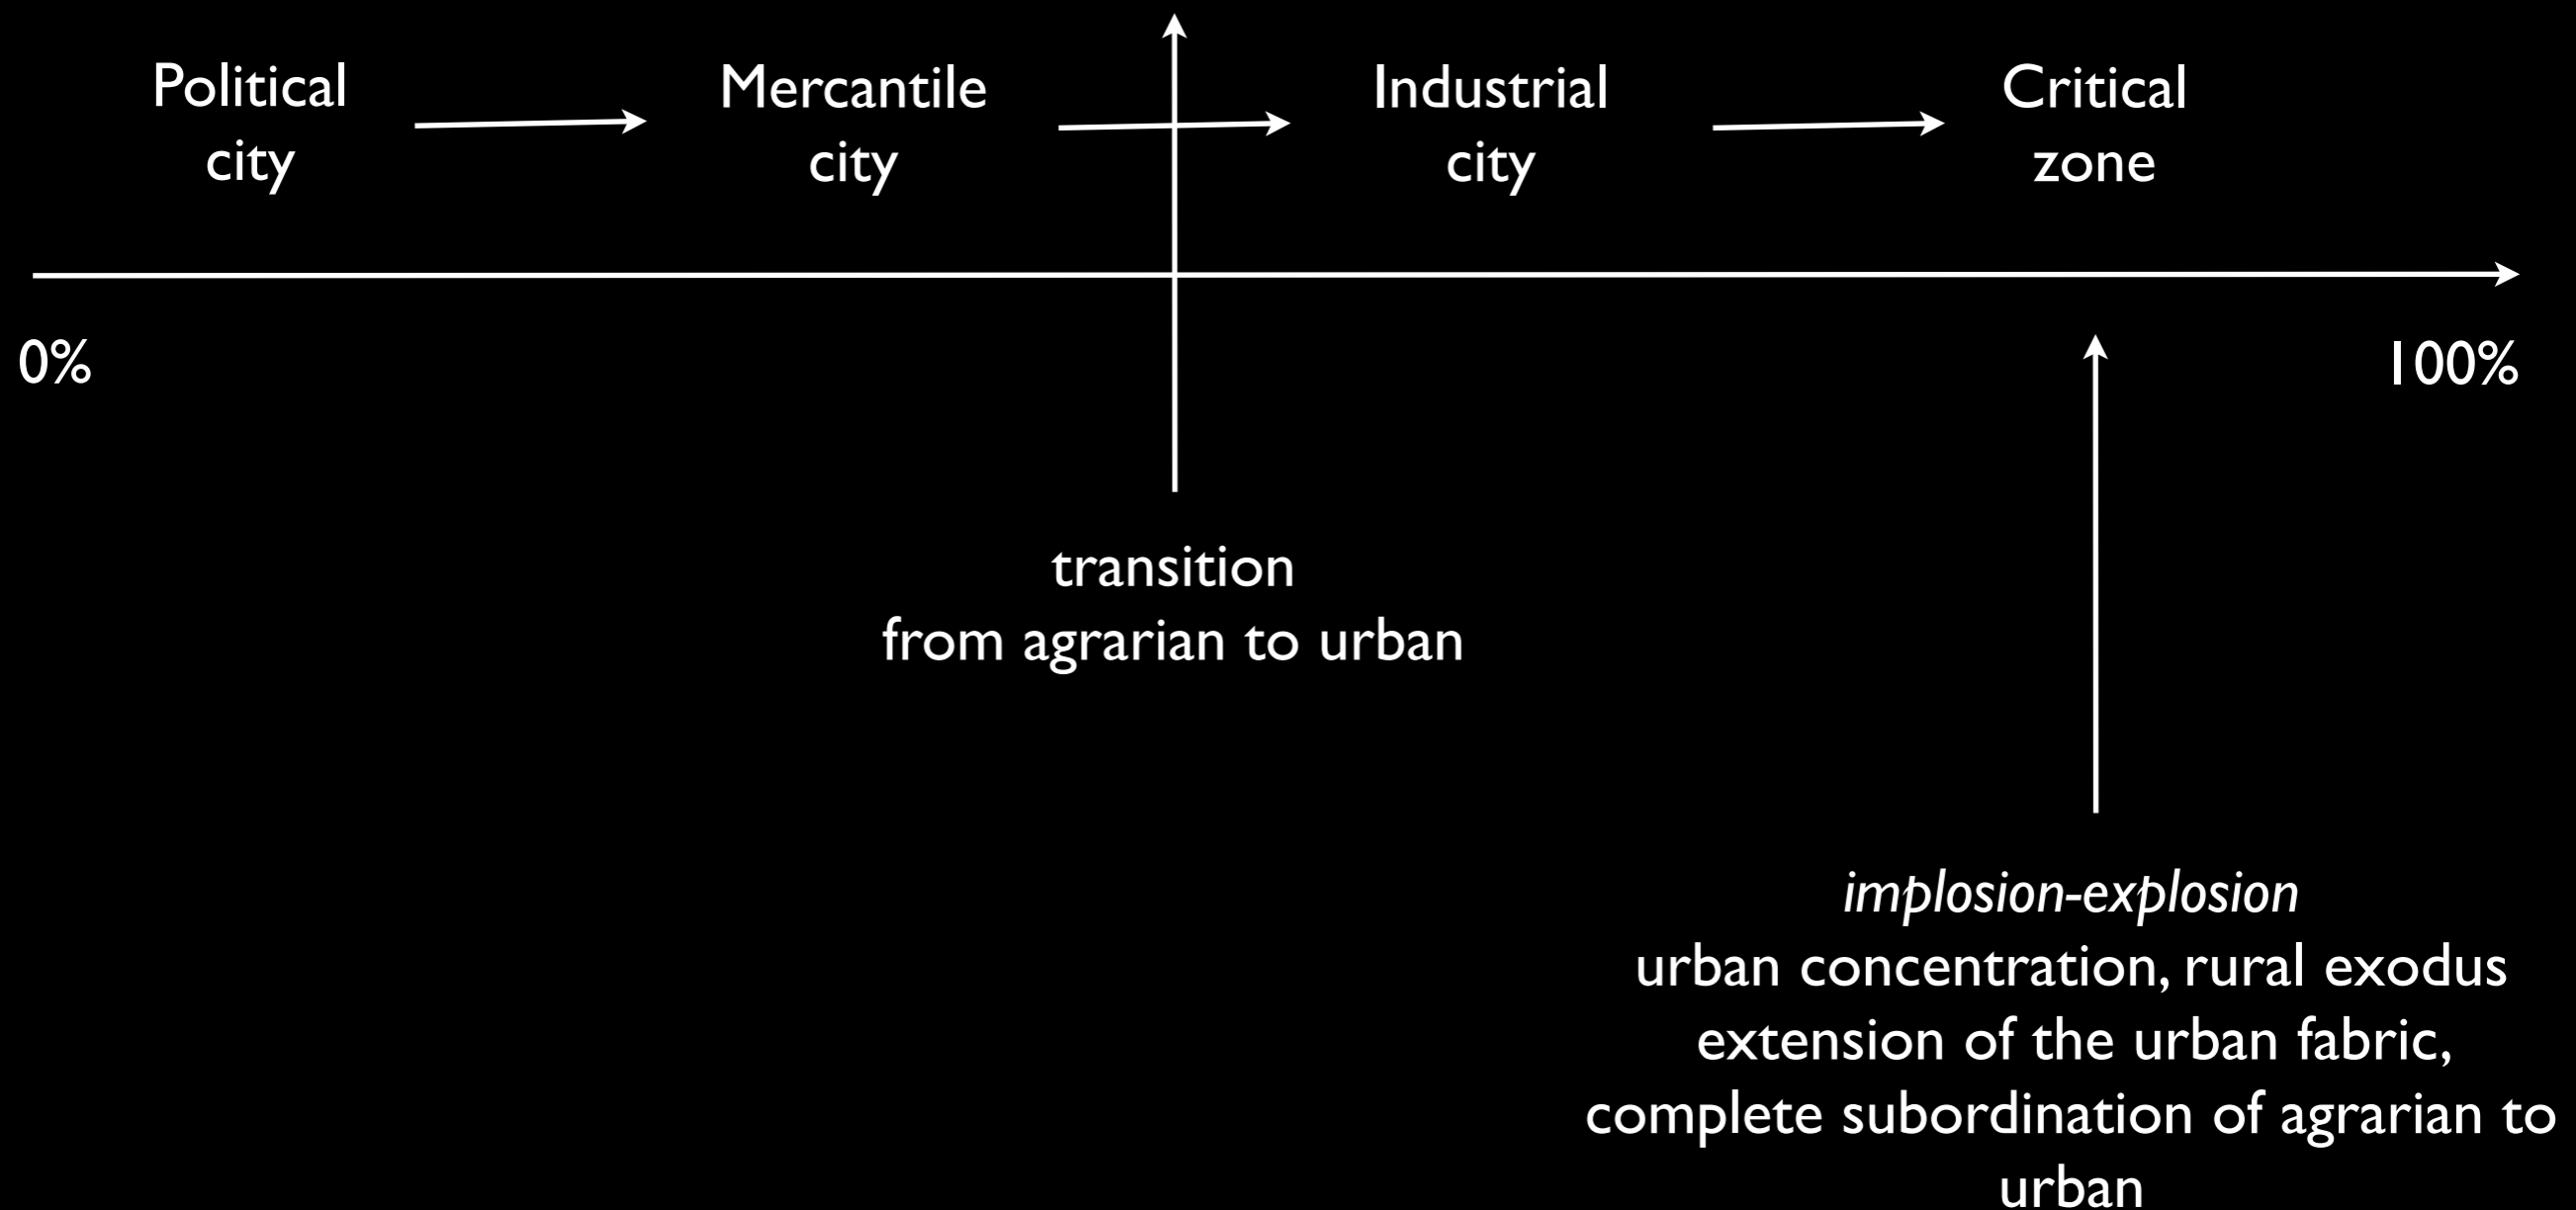 Political
city
Mercantile
city
Industrial
city
Critical
zone
0%
100%
transition
from agrarian to urban
implosion-explosion
urban concentration, rural exodus
extension of the urban fabric,
complete subordination of agrarian to
urban